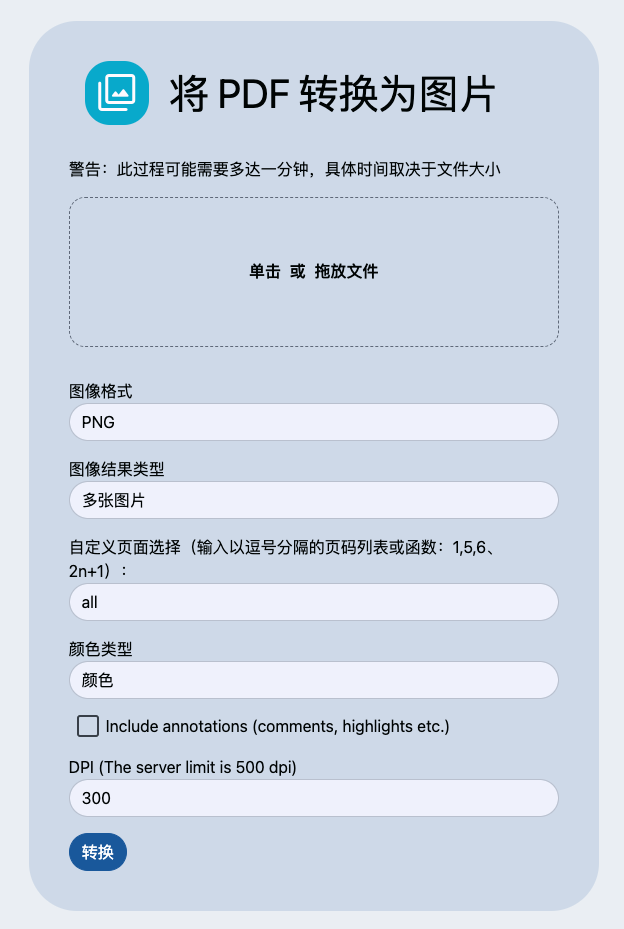 将 PDF 转换为图片
警告：此过程可能需要多达一分钟，具体时间取决于文件大小
单击 或 拖放文件
图像格式
PNG
图像结果类型
多张图片
自定义页面选择（输入以逗号分隔的页码列表或函数：1,5,6、
2n+1）：
all
颜色类型
颜色
Include annotations (comments, highlights etc.)
DPI (The server limit is 500 dpi)
300
转换